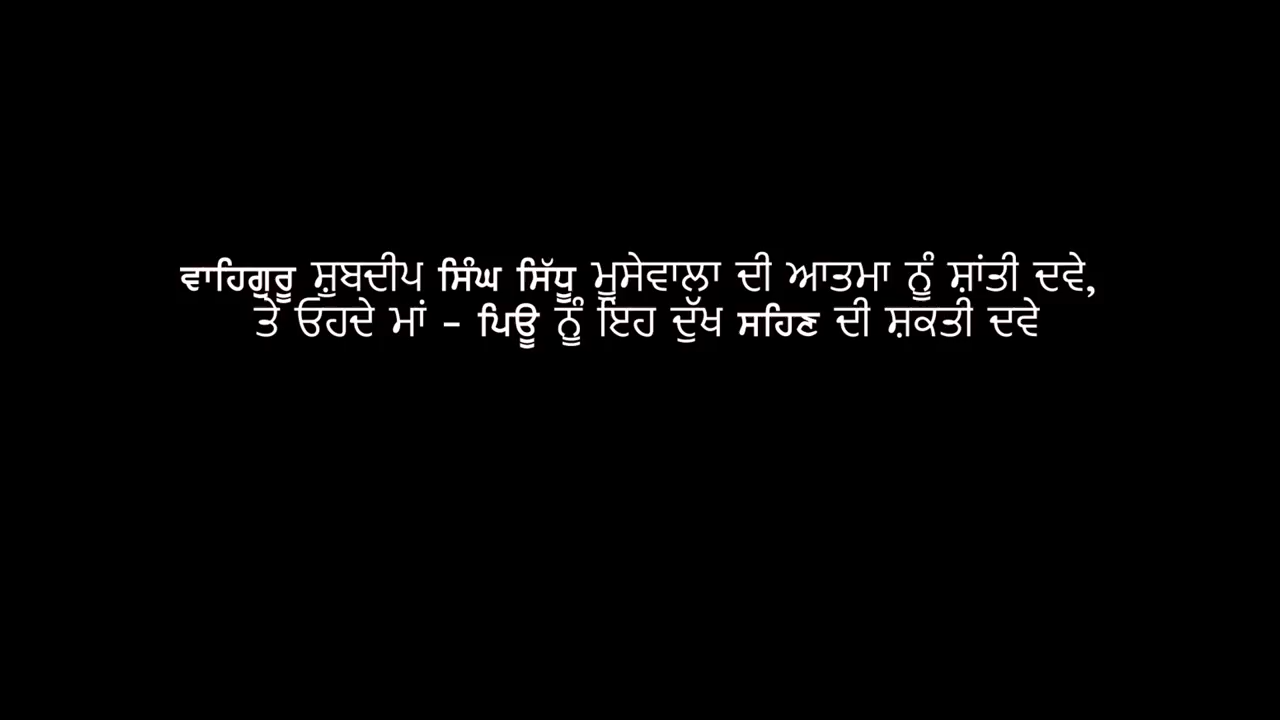 ਵਾਹਿਗੁਰੂ ਸ਼ੁਬਦੀਪ ਸਿੰਘ ਸਿੱਧੂ ਮੂਸੇਵਾਲਾ ਦੀ ਆਤਮਾ ਨੂੰ ਸ਼ਾਂਤੀ ਦਵੇ,
ਤੇ ਓਹਦੇ ਮਾਂ - ਪਿਊ ਨੂੰ ਇਹ ਦੁੱਖ ਸਹਿਣ ਦੀ ਸ਼ਕਤੀ ਦਵੇ